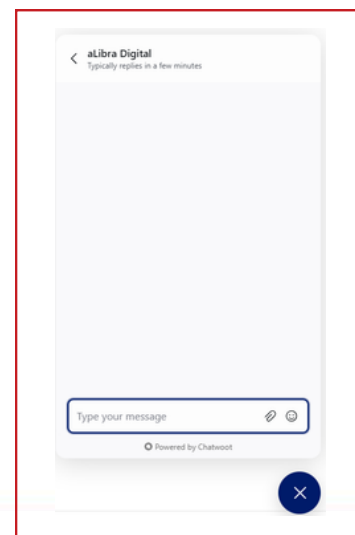 aLibra Digital
Typically replies in a few minutes
Type your message
Powered by Chatwoot